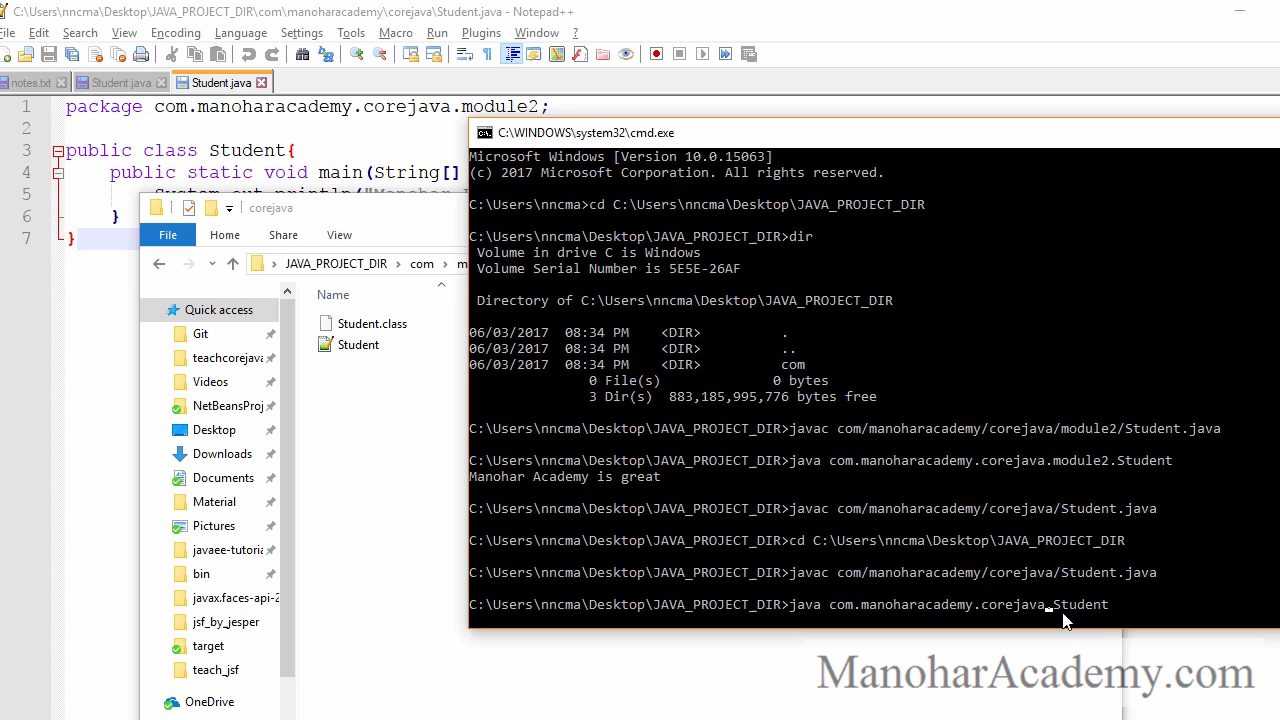 C:\Users\nncma\Desktop\JAVA_PROJECT_DIR\com\manoharacademy\corejava\Student.java - Notepad++
File Edit Search View Encoding Language Settings Tools Macro Run Plugins Window ?
notes.txt Student.java Student.java
1 package com.manoharacademy.corejava.module2;
2
3 public class Student{
4 public static void main(String[]
5
6 }
7 }
corejava
File Home Share View
JAVA_PROJECT_DIR > com >
Name
Quick access
Git
teachcorejava
Videos
NetBeansProj
Desktop
Downloads
Documents
Material
Pictures
javaee-tutoria
bin
javax.faces-api-2
jsf_by_jesper
target
teach_jsf
OneDrive
Student.class
Student
C:\WINDOWS\system32\cmd.exe
Microsoft Windows [Version 10.0.15063]
(c) 2017 Microsoft Corporation. All rights reserved.
C:\Users\nncma>cd C:\Users\nncma\Desktop\JAVA_PROJECT_DIR
C:\Users\nncma\Desktop\JAVA_PROJECT_DIR>dir
Volume in drive C is Windows
Volume Serial Number is 5E5E-26AF
Directory of C:\Users\nncma\Desktop\JAVA_PROJECT_DIR
06/03/2017 08:34 PM <DIR> .
06/03/2017 08:34 PM <DIR> ..
06/03/2017 08:34 PM <DIR> com
0 File(s) 0 bytes
3 Dir(s) 883,185,995,776 bytes free
C:\Users\nncma\Desktop\JAVA_PROJECT_DIR>javac com/manoharacademy/corejava/module2/Student.java
C:\Users\nncma\Desktop\JAVA_PROJECT_DIR>java com.manoharacademy.corejava.module2.Student
Manohar Academy is great
C:\Users\nncma\Desktop\JAVA_PROJECT_DIR>javac com/manoharacademy/corejava/Student.java
C:\Users\nncma\Desktop\JAVA_PROJECT_DIR>cd C:\Users\nncma\Desktop\JAVA_PROJECT_DIR
C:\Users\nncma\Desktop\JAVA_PROJECT_DIR>javac com/manoharacademy/corejava/Student.java
C:\Users\nncma\Desktop\JAVA_PROJECT_DIR>java com.manoharacademy.corejava.Student
ManoharAcademy.com